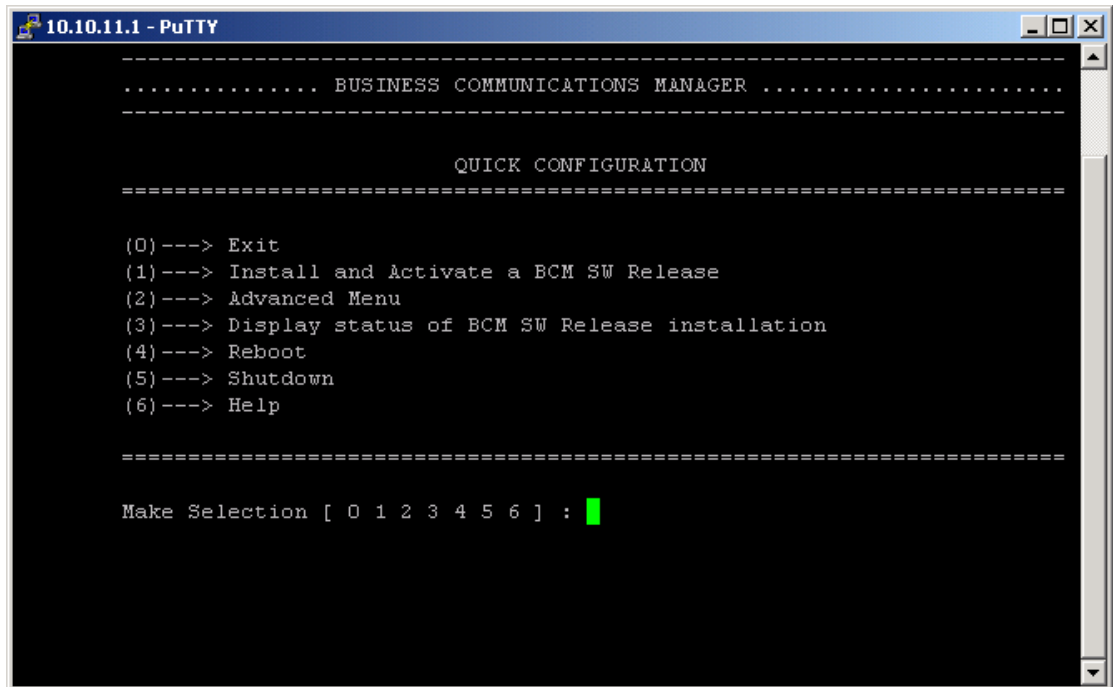 10.10.11.1 - PuTTY
-----------------------------------------------------------------------
............... BUSINESS COMMUNICATIONS MANAGER .......................
-----------------------------------------------------------------------
QUICK CONFIGURATION
=======================================================================
(0)---> Exit
(1)---> Install and Activate a BCM SW Release
(2)---> Advanced Menu
(3)---> Display status of BCM SW Release installation
(4)---> Reboot
(5)---> Shutdown
(6)---> Help
=======================================================================
Make Selection [ 0 1 2 3 4 5 6 ] :